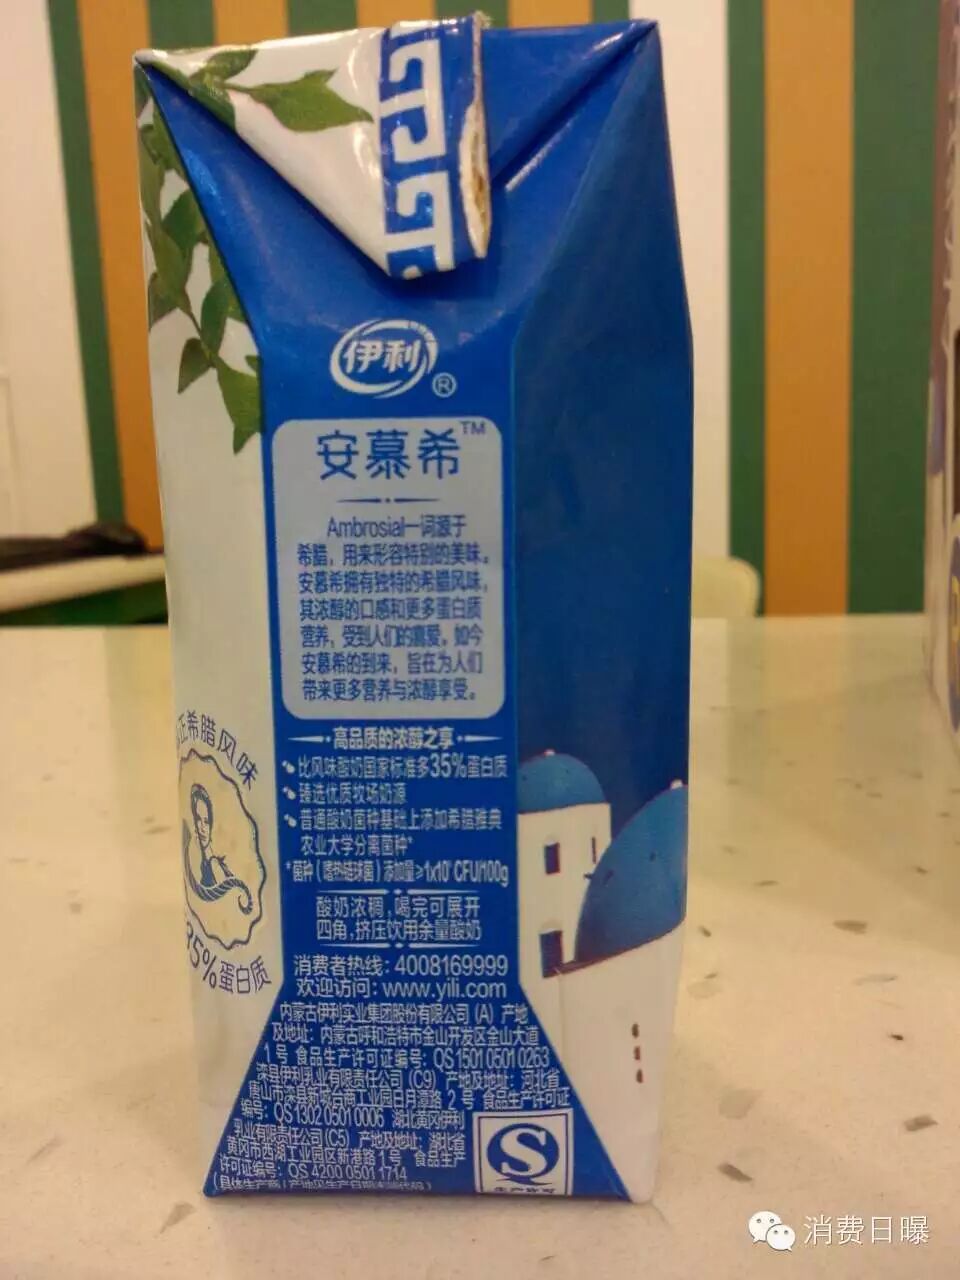 伊利®
安慕希™
Ambrosial一词源于
希腊，用来形容特别的美味。
安慕希拥有独特的希腊风味，
其浓醇的口感和更多蛋白质
营养，受到人们的喜爱。如今
安慕希的到来，旨在为人们
带来更多营养与浓醇享受。
高品质的浓醇之享
比风味酸奶国家标准多35%蛋白质
臻选优质牧场奶源
普通酸奶菌种基础上添加希腊雅典
农业大学分离菌种*
*菌种（嗜热链球菌）添加量≥1x10 CFU/100g
酸奶浓稠，喝完可展开
四角，挤压饮用余量酸奶
消费者热线：4008169999
欢迎访问：www.yili.com
内蒙古伊利实业集团股份有限公司（A）产地
及地址：内蒙古呼和浩特市金山开发区金山大道
1号 食品生产许可证编号：QS1501 0501 0263
滦县伊利乳业有限责任公司（C9）产地及地址：河北省
唐山市滦县新城台商工业园日月潭路 2 号 食品生产许可证
编号：QS1302 0501 0006 湖北黄冈伊利
乳业有限责任公司（C5）产地及地址：湖北省
黄冈市西湖工业园区新港路1号 食品生产
许可证编号：QS 4200 0501 1714
生产许可
正希腊风味
35%蛋白质
消费日曝